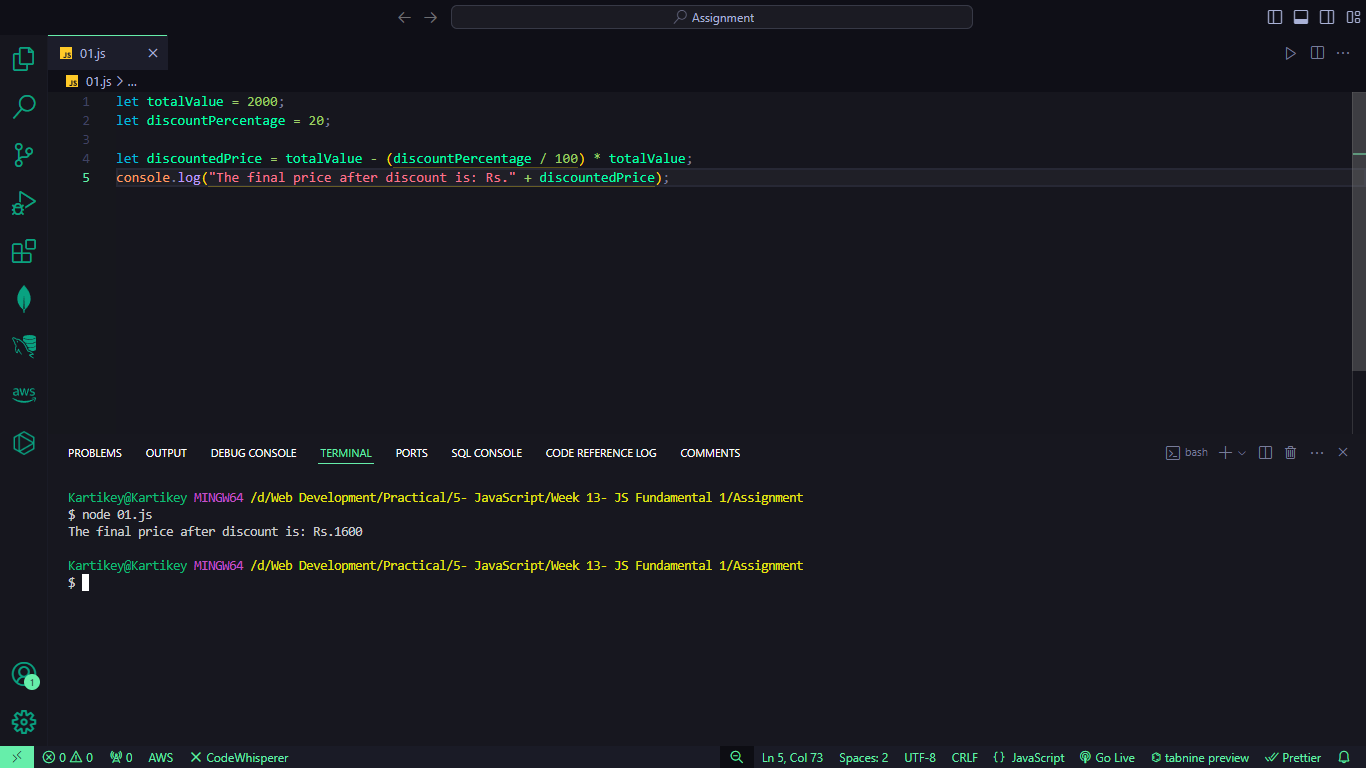 Assignment
JS 01.js
JS 01.js > ...
1 let totalValue = 2000;
2 let discountPercentage = 20;
3
4 let discountedPrice = totalValue - (discountPercentage / 100) * totalValue;
5 console.log("The final price after discount is: Rs." + discountedPrice);
aws
PROBLEMS OUTPUT DEBUG CONSOLE TERMINAL PORTS SQL CONSOLE CODE REFERENCE LOG COMMENTS bash
Kartikey@Kartikey MINGW64 /d/Web Development/Practical/5- JavaScript/Week 13- JS Fundamental 1/Assignment
$ node 01.js
The final price after discount is: Rs.1600
Kartikey@Kartikey MINGW64 /d/Web Development/Practical/5- JavaScript/Week 13- JS Fundamental 1/Assignment
$
1
0 0 0 AWS CodeWhisperer Ln 5, Col 73 Spaces: 2 UTF-8 CRLF {} JavaScript Go Live tabnine preview Prettier